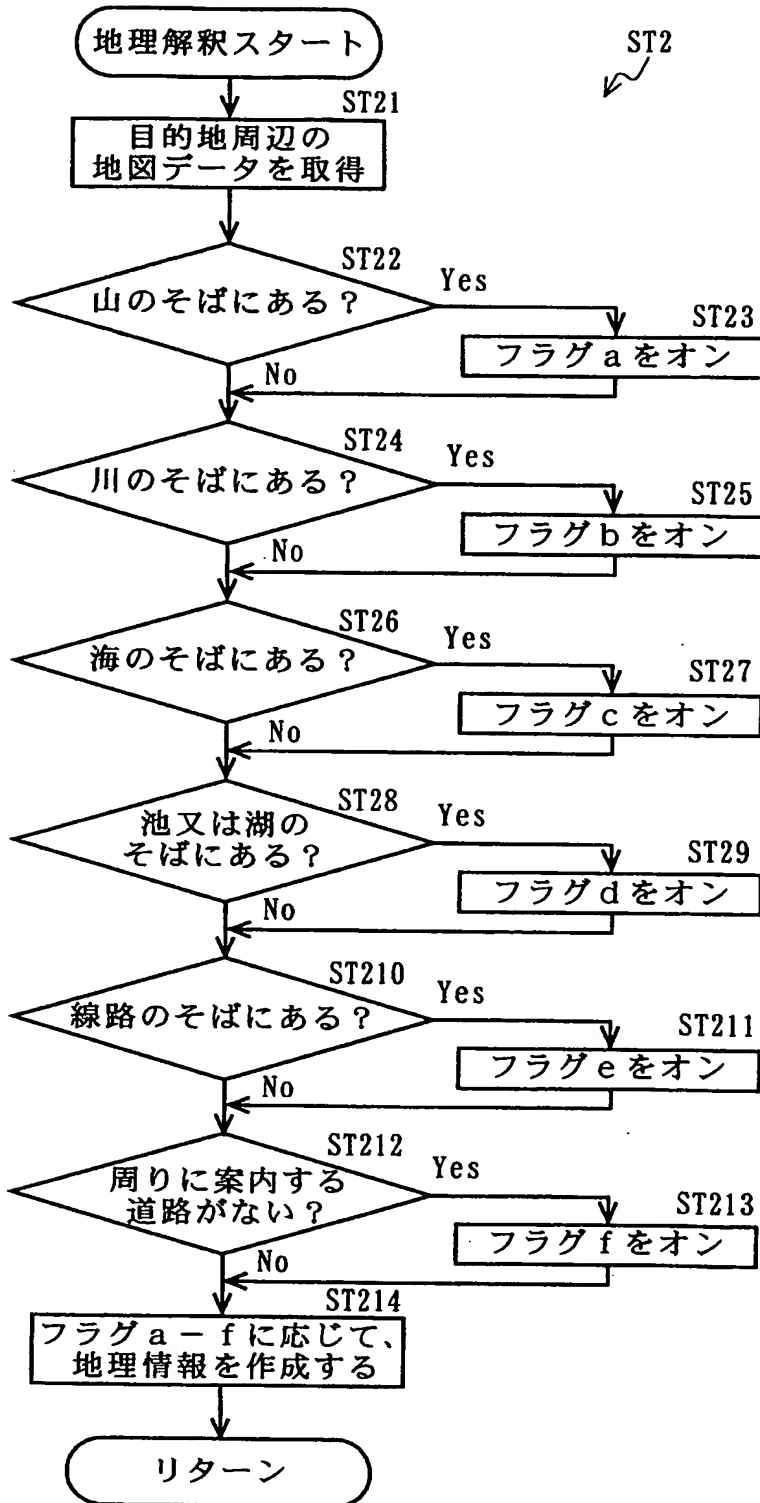 地理解釈スタート
ST2
ST21
目的地周辺の
地図データを取得
ST22
山のそばにある？
Yes
ST23
フラグaをオン
No
ST24
川のそばにある？
Yes
ST25
フラグbをオン
No
ST26
海のそばにある？
Yes
ST27
フラグcをオン
No
ST28
池又は湖の
そばにある？
Yes
ST29
フラグdをオン
No
ST210
線路のそばにある？
Yes
ST211
フラグeをオン
No
ST212
周りに案内する
道路がない？
Yes
ST213
フラグfをオン
No
ST214
フラグa－fに応じて、
地理情報を作成する
リターン